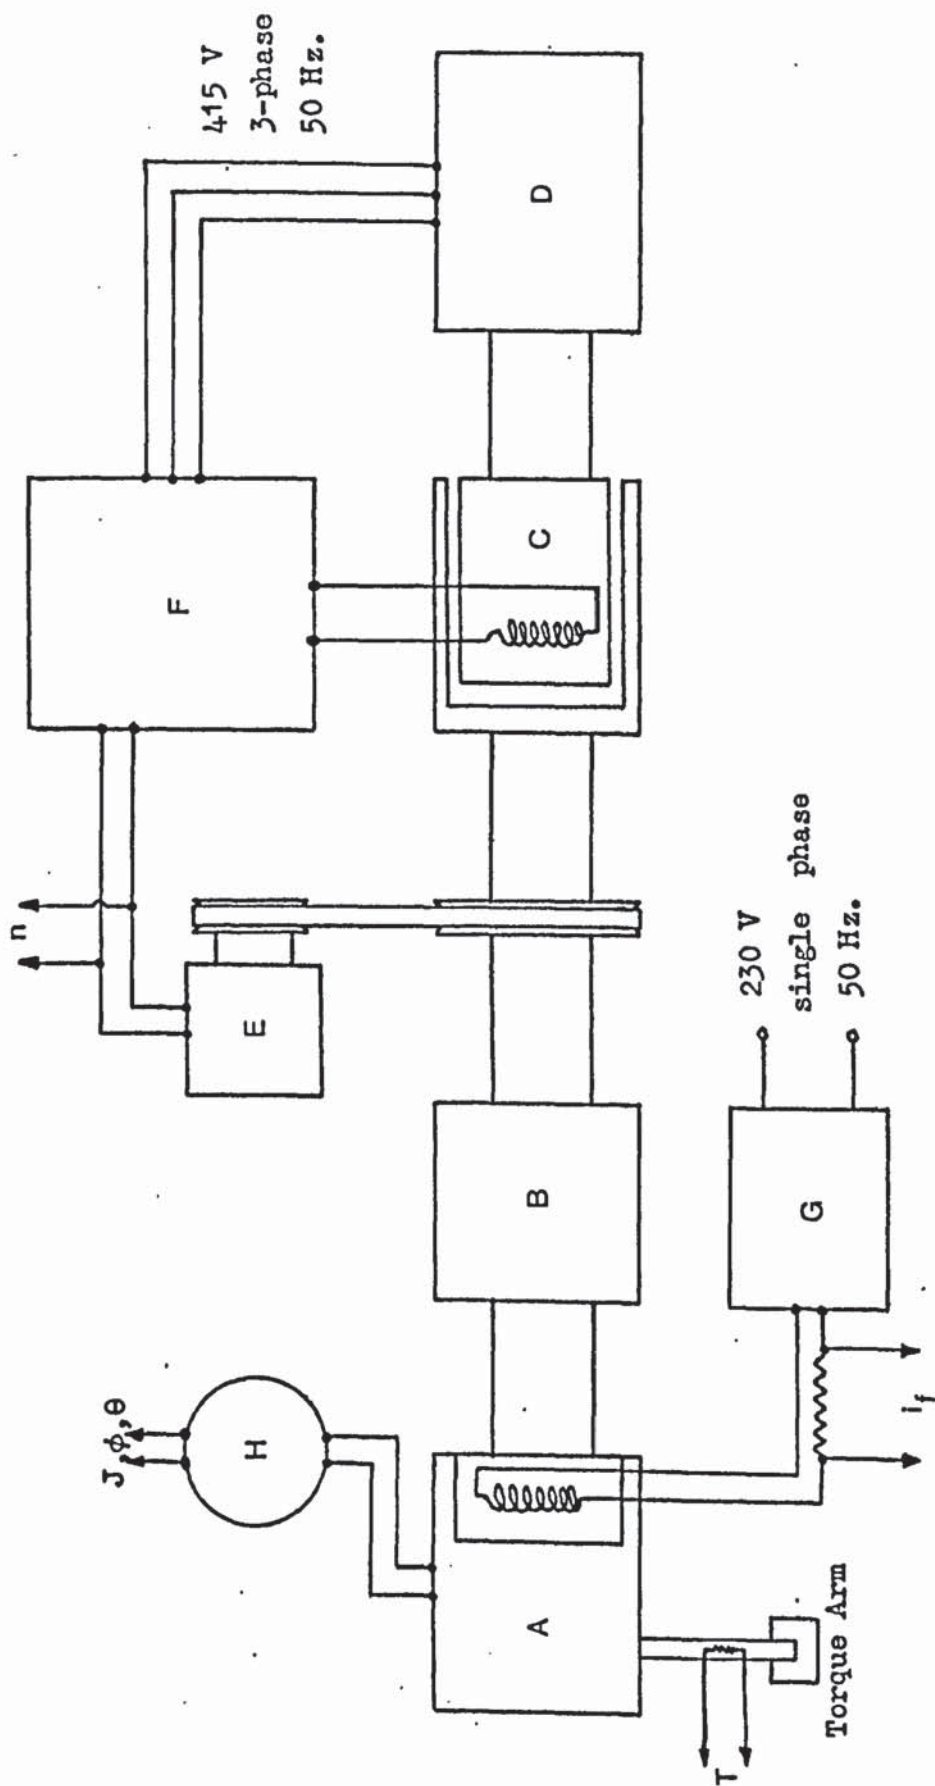 J,ϕ,θ
n
415 V
3-phase
50 Hz.
H
E
F
A
B
C
D
T
Torque Arm
G
i_f
230 V
single phase
50 Hz.